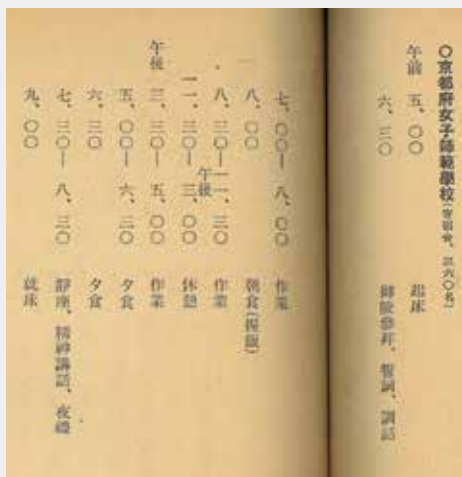 ○京都府女子師範學校(寄宿舍、六〇名)
午前 五、〇〇 起床
六、三〇 御陵參拜、誓詞、訓話
七、〇〇―八、〇〇 作業
八、〇〇 朝食(握飯)
八、三〇―一一、三〇 作業
一一、三〇―午後三、〇〇 休憩
午後 三、三〇―五、〇〇 作業
五、〇〇―六、三〇 夕食
六、三〇 夕食
七、三〇―八、三〇 靜座、精神講話、夜禮
九、〇〇 就床